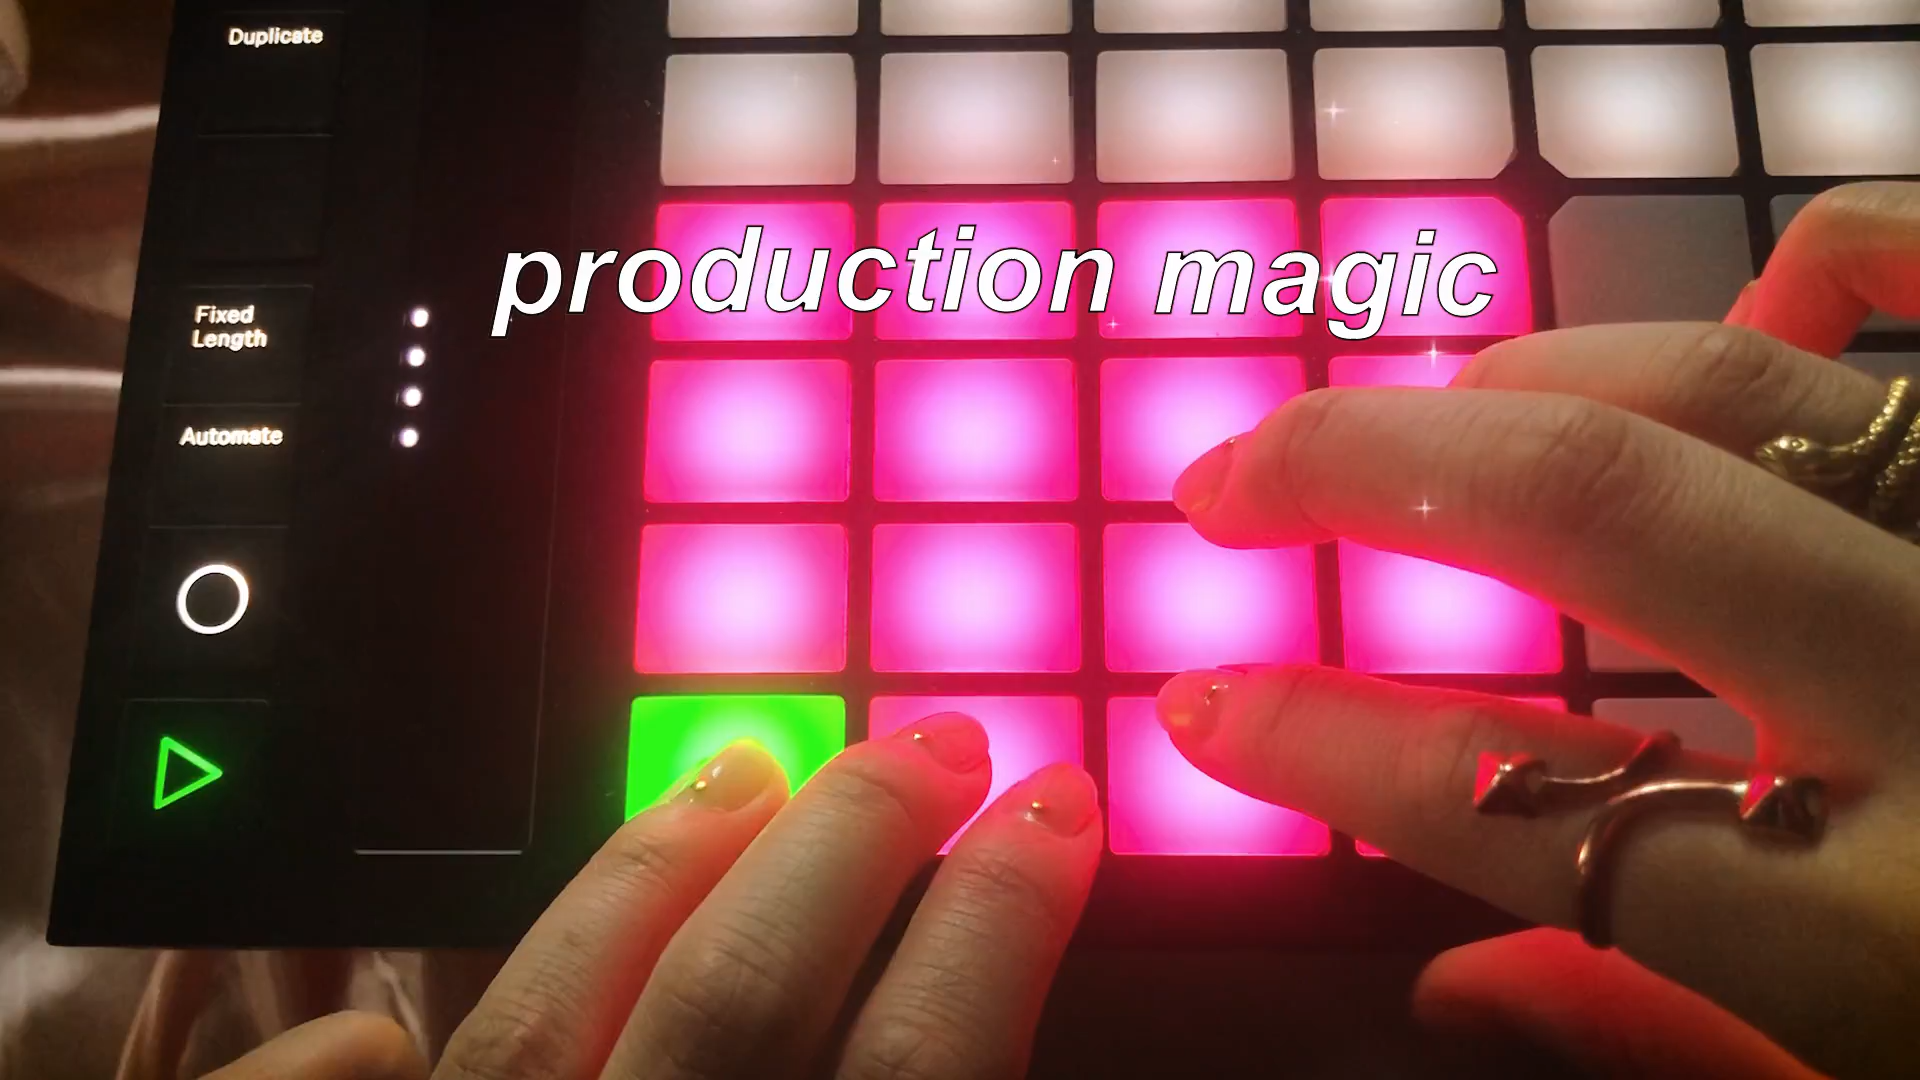 Duplicate
production magic
Fixed
Length
Automate